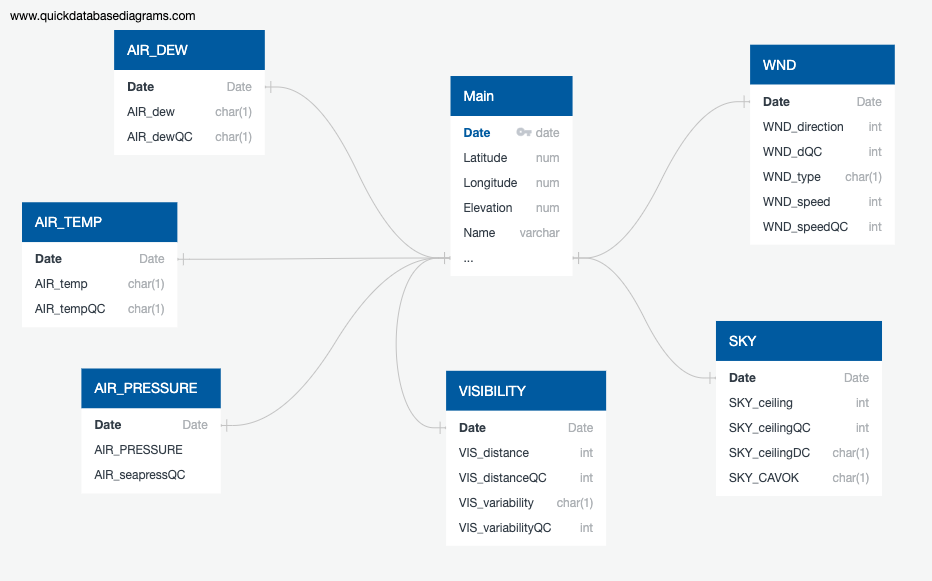 www.quickdatabasediagrams.com
AIR_DEW
Date Date
AIR_dew char(1)
AIR_dewQC char(1)
Main
Date date
Latitude num
Longitude num
Elevation num
Name varchar
...
WND
Date Date
WND_direction int
WND_dQC int
WND_type char(1)
WND_speed int
WND_speedQC int
AIR_TEMP
Date Date
AIR_temp char(1)
AIR_tempQC char(1)
AIR_PRESSURE
Date Date
AIR_PRESSURE
AIR_seapressQC
VISIBILITY
Date Date
VIS_distance int
VIS_distanceQC int
VIS_variability char(1)
VIS_variabilityQC int
SKY
Date Date
SKY_ceiling int
SKY_ceilingQC int
SKY_ceilingDC char(1)
SKY_CAVOK char(1)